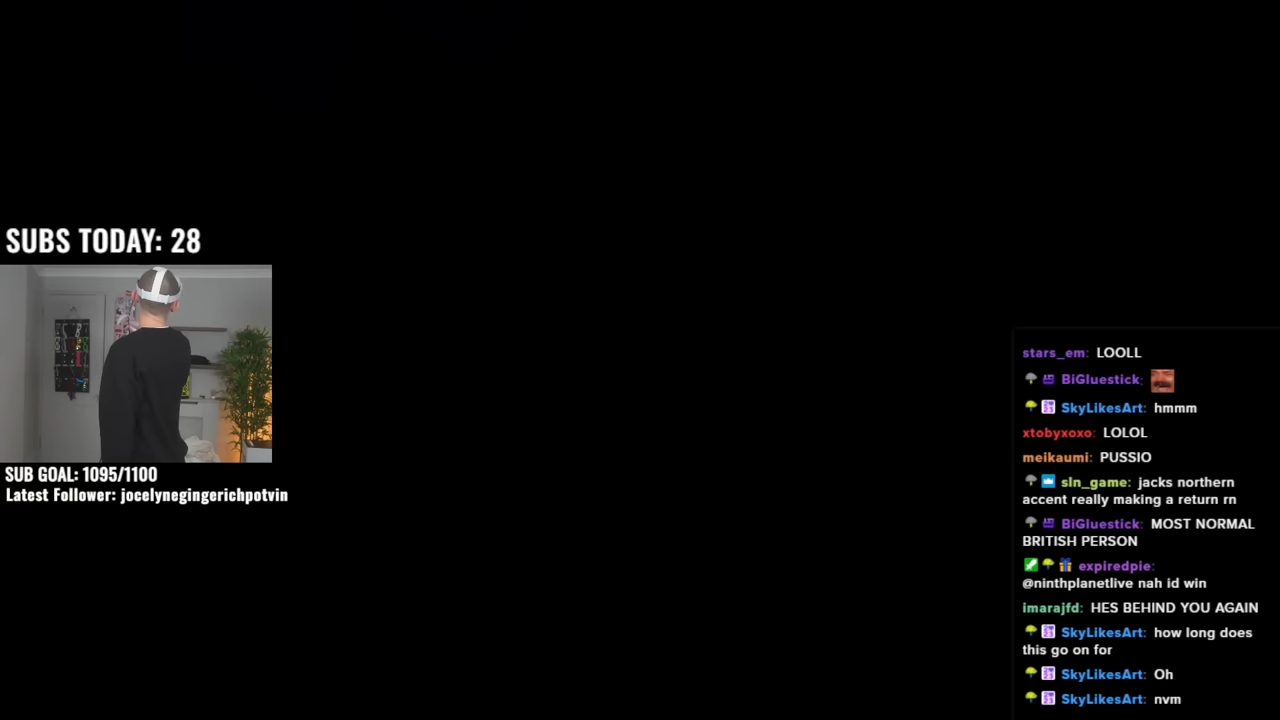 SUBS TODAY: 28
SUB GOAL: 1095/1100
Latest Follower: jocelynegingerichpotvin
stars_em: LOOLL
BiGluestick:
SkyLikesArt: hmmm
xtobyxoxo: LOLOL
meikaumi: PUSSIO
sln_game: jacks northern
accent really making a return rn
BiGluestick: MOST NORMAL
BRITISH PERSON
expiredpie:
@ninthplanetlive nah id win
imarajfd: HES BEHIND YOU AGAIN
SkyLikesArt: how long does
this go on for
SkyLikesArt: Oh
SkyLikesArt: nvm